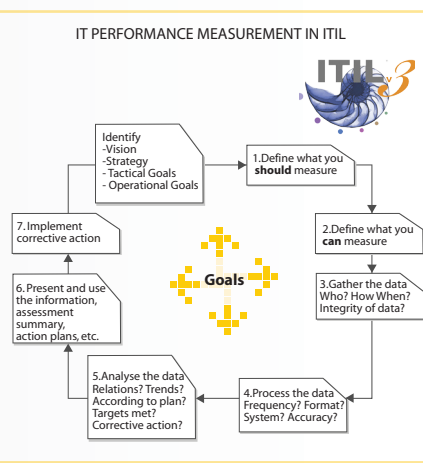 IT PERFORMANCE MEASUREMENT IN ITIL
ITIL v3
Identify
-Vision
-Strategy
- Tactical Goals
- Operational Goals
1.Define what you
should measure
2.Define what you
can measure
3.Gather the data
Who? How When?
Integrity of data?
4.Process the data
Frequency? Format?
System? Accuracy?
5.Analyse the data
Relations? Trends?
According to plan?
Targets met?
Corrective action?
6.Present and use
the information,
assessment
summary,
action plans, etc.
7.Implement
corrective action
Goals